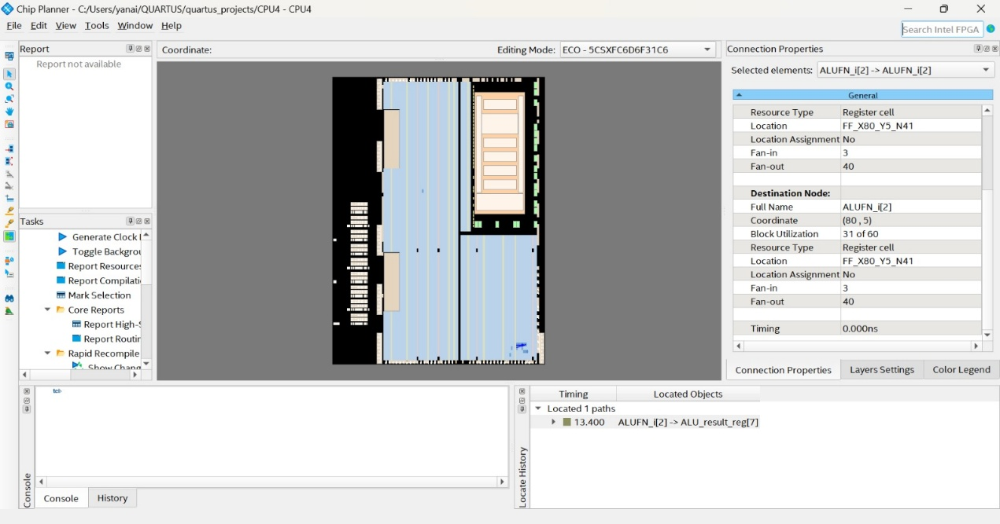 Chip Planner - C:/Users/yanai/QUARTUS/quartus_projects/CPU4 - CPU4
File Edit View Tools Window Help
Search Intel FPGA
Report
Report not available
Coordinate:
Editing Mode: ECO - 5CSXFC6D6F31C6
Tasks
Generate Clock
Toggle Backgrou
Report Resources
Report Compilati
Mark Selection
Core Reports
Report High-S
Report Routin
Rapid Recompile
Show Chang
Connection Properties
Selected elements: ALUFN_i[2] -> ALUFN_i[2]
General
Resource Type Register cell
Location FF_X80_Y5_N41
Location Assignment No
Fan-in 3
Fan-out 40
Destination Node:
Full Name ALUFN_i[2]
Coordinate (80 , 5)
Block Utilization 31 of 60
Resource Type Register cell
Location FF_X80_Y5_N41
Location Assignment No
Fan-in 3
Fan-out 40
Timing 0.000ns
Connection Properties Layers Settings Color Legend
tcl>
Console
Console History
Locate History
Timing Located Objects
Located 1 paths
13.400 ALUFN_i[2] -> ALU_result_reg[7]